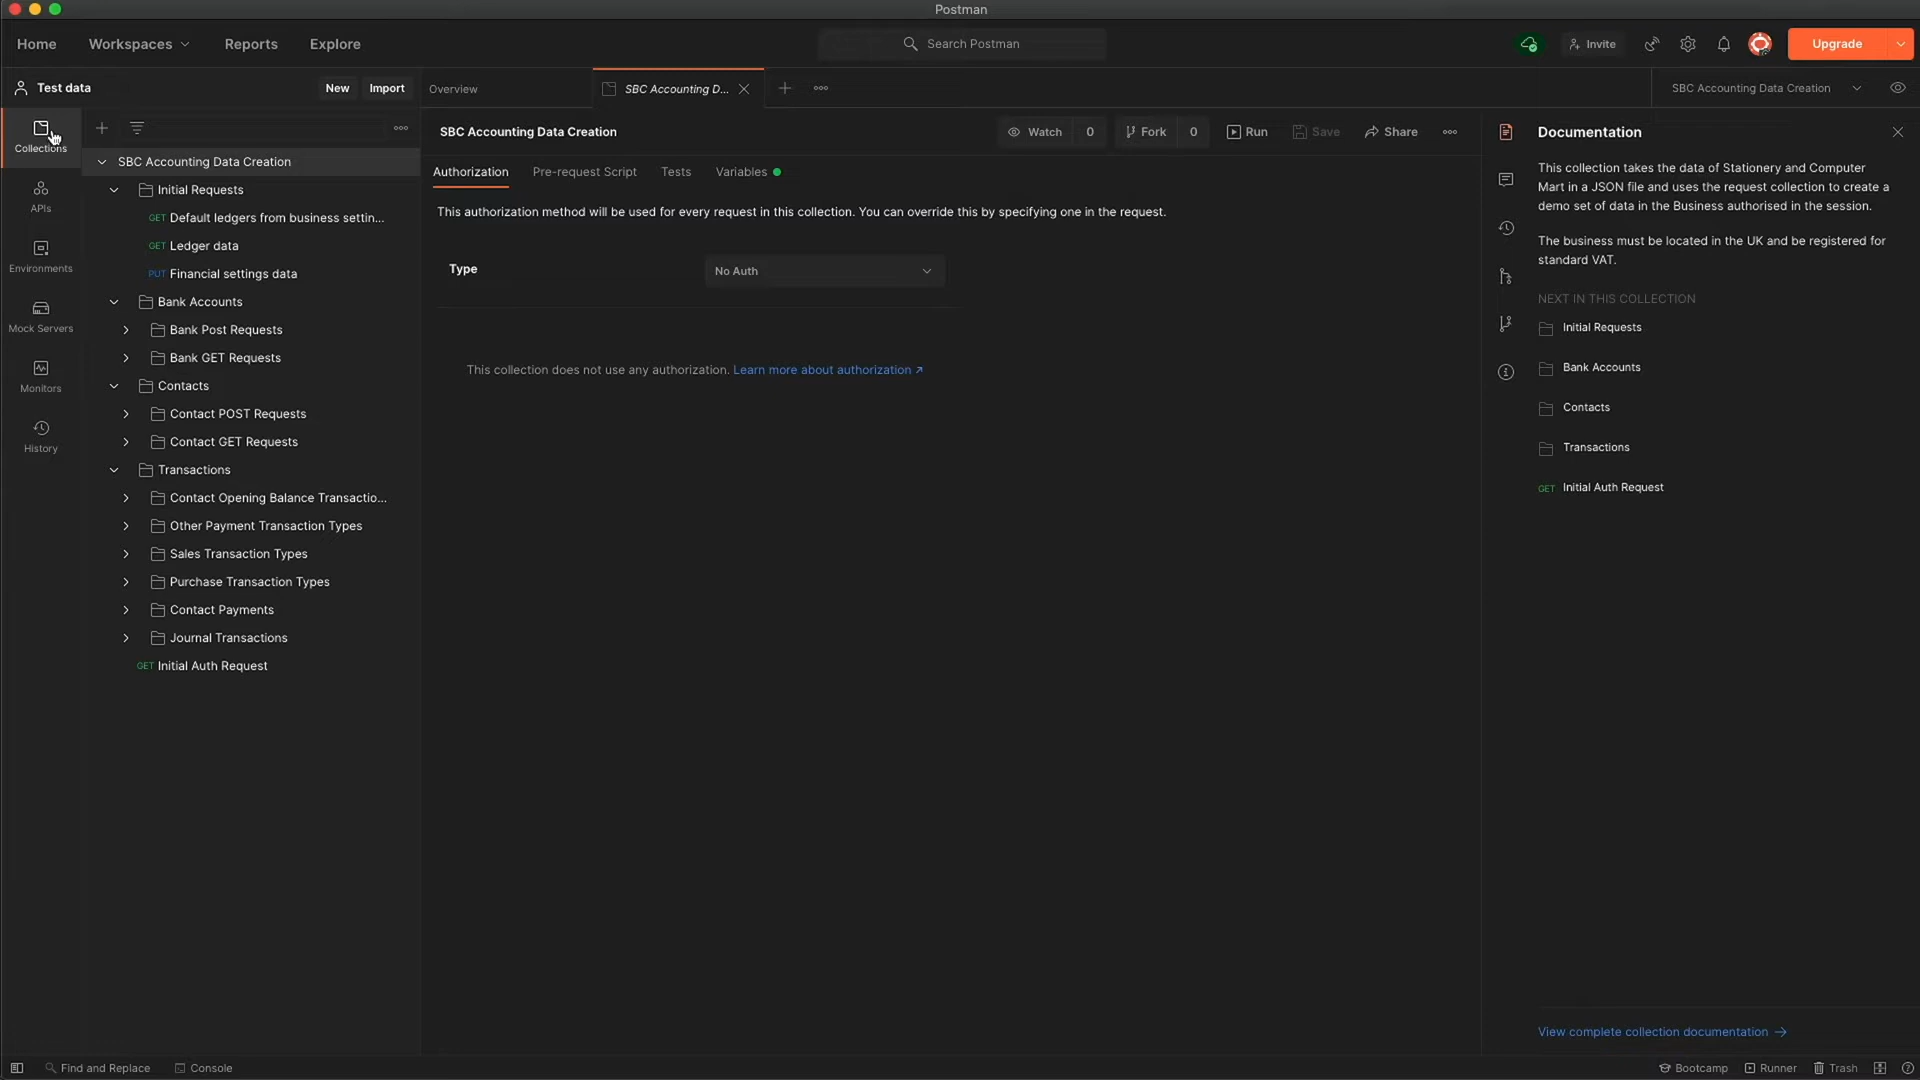 Postman
Home
Workspaces
Reports
Explore
Search Postman
Invite
Upgrade
Test data
New
Import
Overview
SBC Accounting D...
SBC Accounting Data Creation
Collections
APIs
Environments
Mock Servers
Monitors
History
SBC Accounting Data Creation
Initial Requests
GET Default ledgers from business settin...
GET Ledger data
PUT Financial settings data
Bank Accounts
Bank Post Requests
Bank GET Requests
Contacts
Contact POST Requests
Contact GET Requests
Transactions
Contact Opening Balance Transactio...
Other Payment Transaction Types
Sales Transaction Types
Purchase Transaction Types
Contact Payments
Journal Transactions
GET Initial Auth Request
SBC Accounting Data Creation
Watch 0
Fork 0
Run
Save
Share
Authorization
Pre-request Script
Tests
Variables
This authorization method will be used for every request in this collection. You can override this by specifying one in the request.
Type
No Auth
This collection does not use any authorization. Learn more about authorization ↗
Documentation
This collection takes the data of Stationery and Computer
Mart in a JSON file and uses the request collection to create a
demo set of data in the Business authorised in the session.
The business must be located in the UK and be registered for
standard VAT.
NEXT IN THIS COLLECTION
Initial Requests
Bank Accounts
Contacts
Transactions
GET Initial Auth Request
View complete collection documentation →
Find and Replace
Console
Bootcamp
Runner
Trash